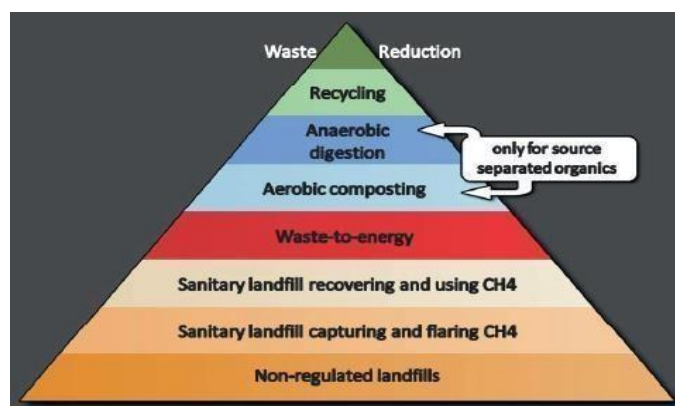 Waste Reduction
Recycling
Anaerobic
digestion
only for source
separated organics
Aerobic composting
Waste-to-energy
Sanitary landfill recovering and using CH4
Sanitary landfill capturing and flaring CH4
Non-regulated landfills